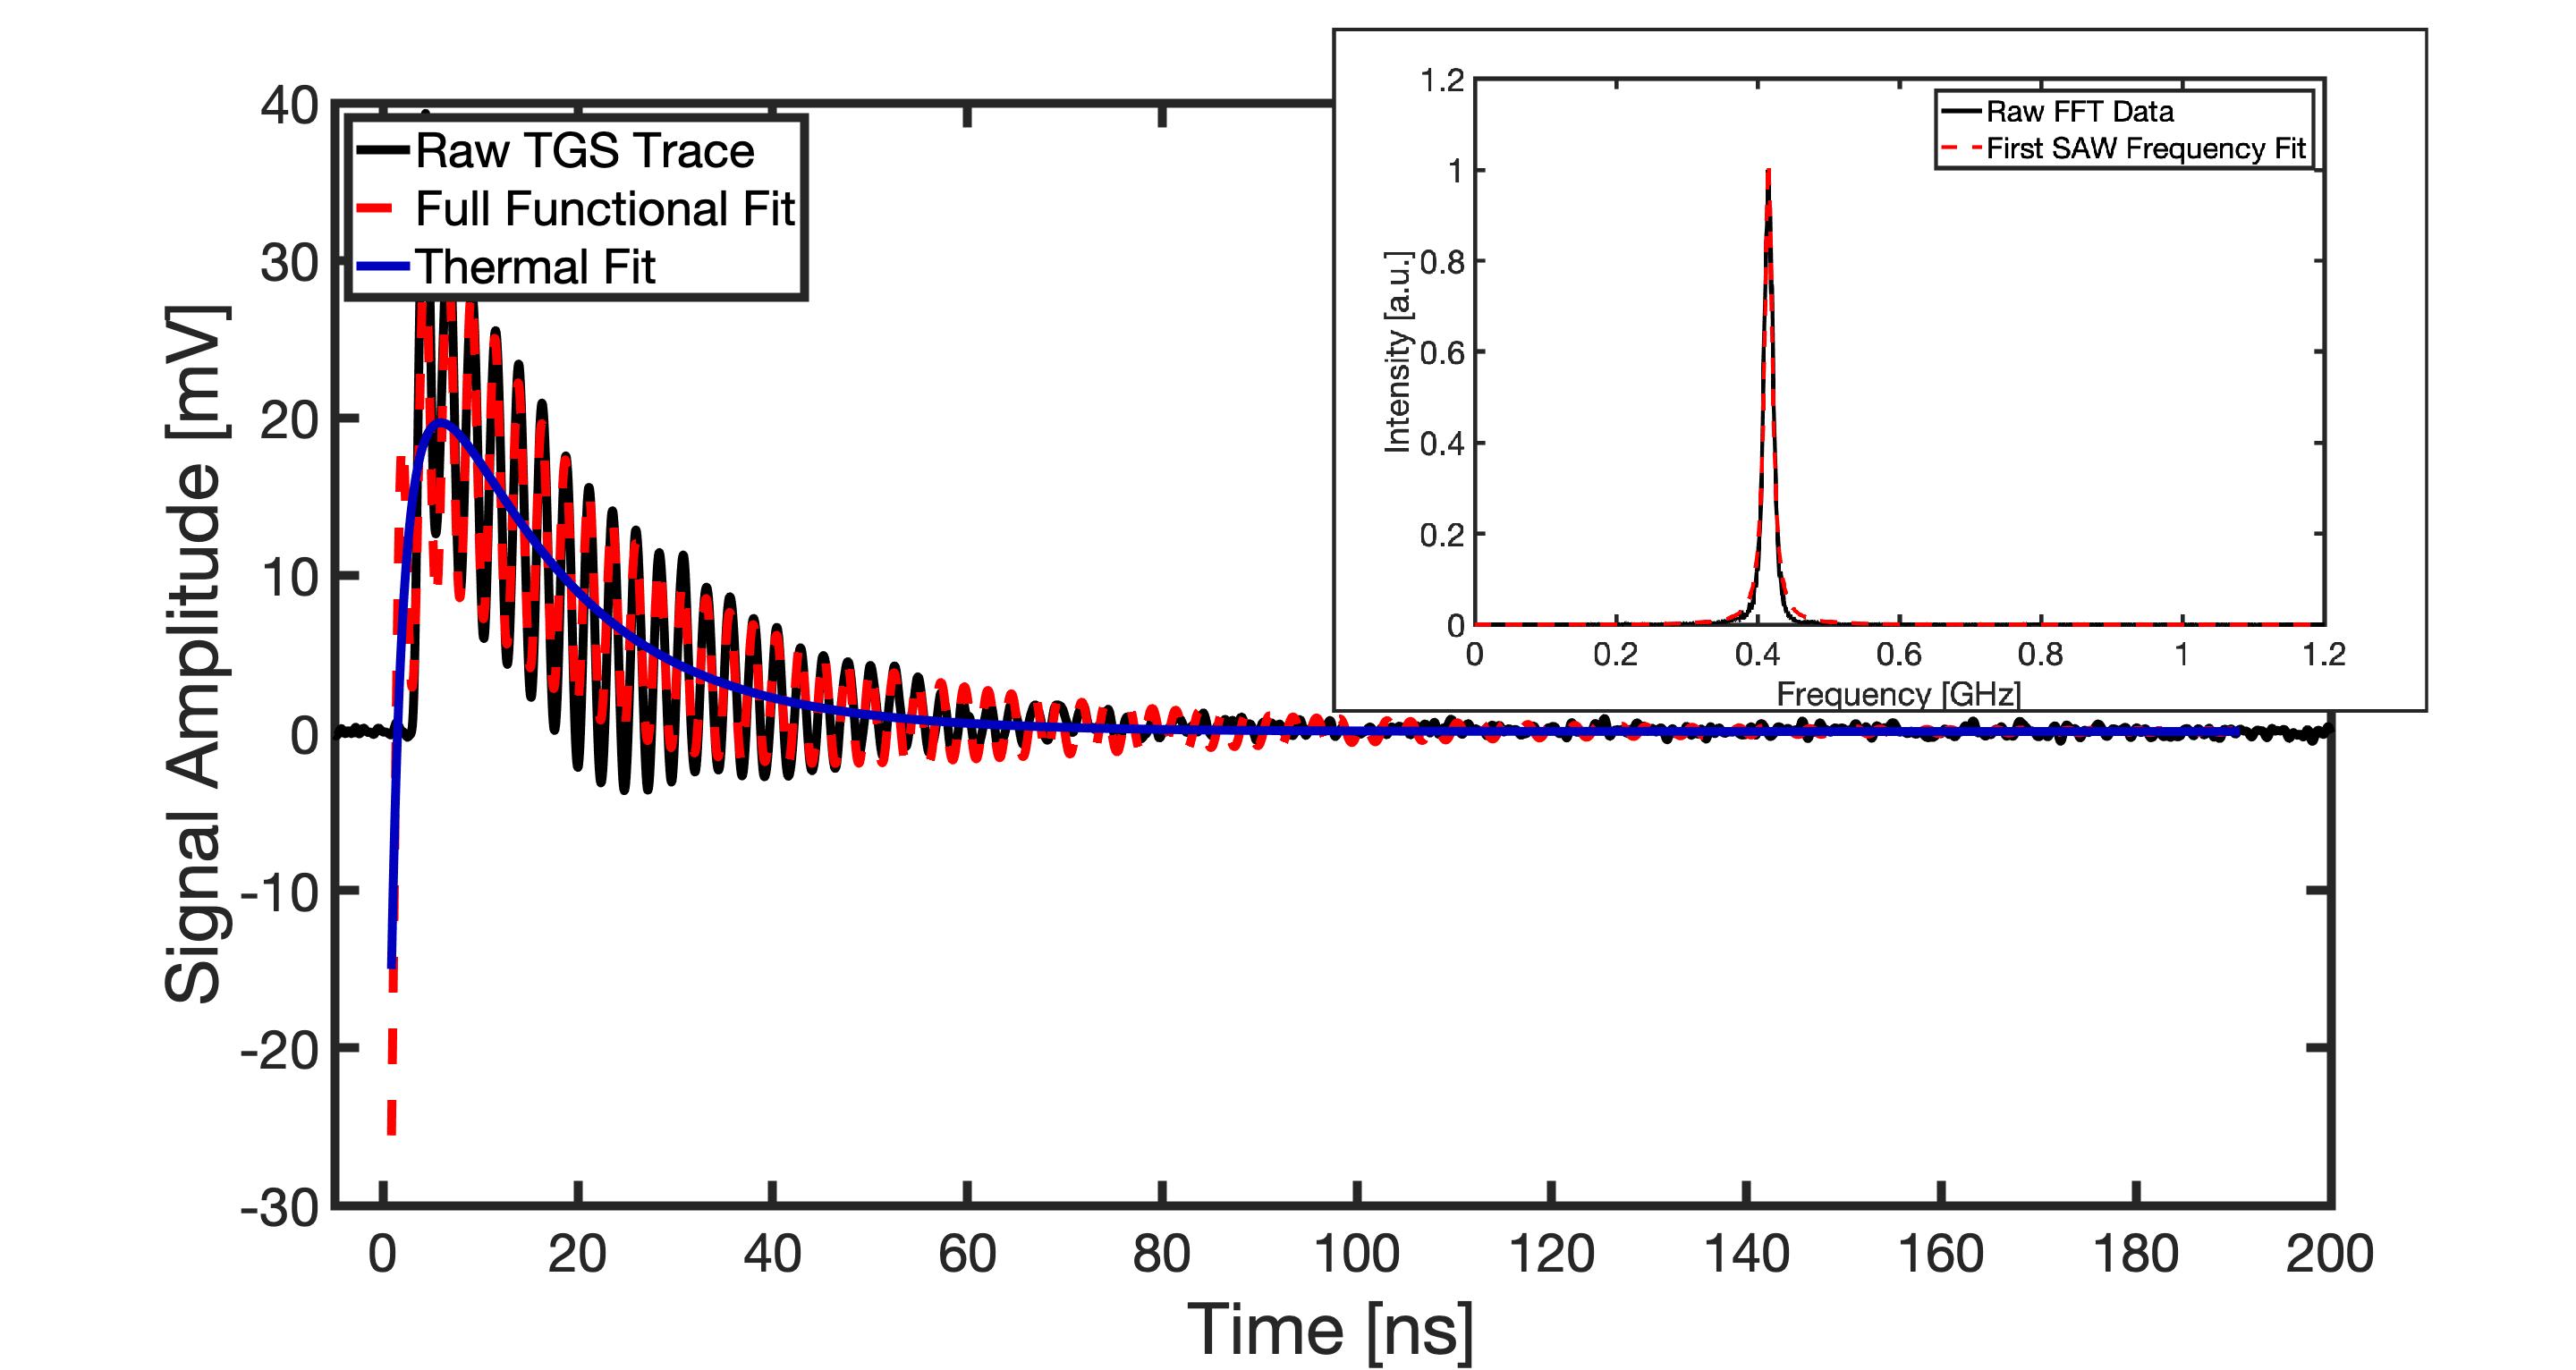 Signal Amplitude [mV]
40
30
20
10
0
-10
-20
-30
Raw TGS Trace
Full Functional Fit
Thermal Fit
0 20 40 60 80 100 120 140 160 180 200
Time [ns]
Intensity [a.u.]
1.2
1
0.8
0.6
0.4
0.2
0
Raw FFT Data
First SAW Frequency Fit
0 0.2 0.4 0.6 0.8 1 1.2
Frequency [GHz]